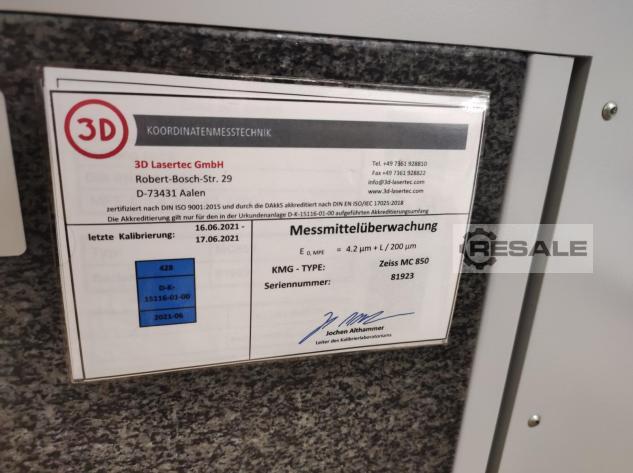 3D KOORDINATENMESSTECHNIK
3D Lasertec GmbH
Robert-Bosch-Str. 29
D-73431 Aalen
Tel. +49 7361 928810
Fax +49 7361 928822
info@3d-lasertec.com
www.3d-lasertec.com
zertifiziert nach DIN ISO 9001:2015 und durch die DAkkS akkreditiert nach DIN EN ISO/IEC 17025:2018
Die Akkreditierung gilt nur für den in der Urkundenanlage D-K-15116-01-00 aufgeführten Akkreditierungsumfang
letzte Kalibrierung: 16.06.2021 -
17.06.2021
428
D-K-
15116-01-00
2021-06
Messmittelüberwachung
E 0, MPE = 4.2 µm + L / 200 µm
KMG - TYPE: Zeiss MC 850
Seriennummer: 81923
Jochen Althammer
Leiter des Kalibrierlaboratoriums
RESALE